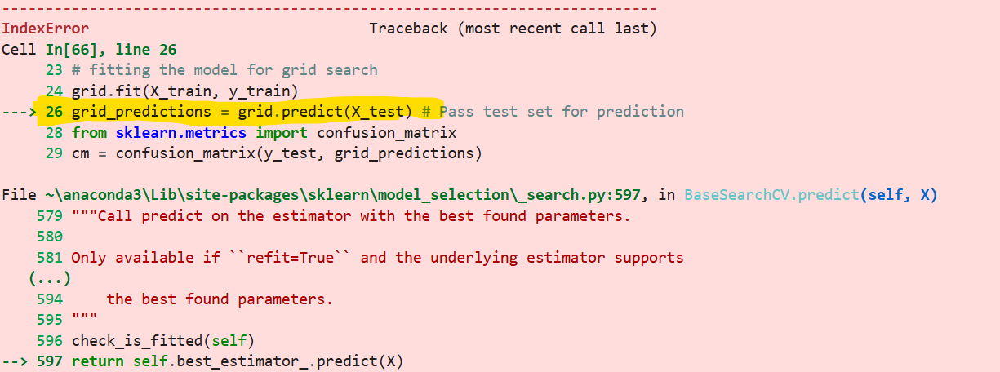 ---------------------------------------------------------------------------
IndexError                                Traceback (most recent call last)
Cell In[66], line 26
     23 # fitting the model for grid search
     24 grid.fit(X_train, y_train)
---> 26 grid_predictions = grid.predict(X_test) # Pass test set for prediction
     28 from sklearn.metrics import confusion_matrix
     29 cm = confusion_matrix(y_test, grid_predictions)

File ~\anaconda3\Lib\site-packages\sklearn\model_selection\_search.py:597, in BaseSearchCV.predict(self, X)
    579 """Call predict on the estimator with the best found parameters.
    580
    581 Only available if ``refit=True`` and the underlying estimator supports
   (...)
    594     the best found parameters.
    595 """
    596 check_is_fitted(self)
--> 597 return self.best_estimator_.predict(X)